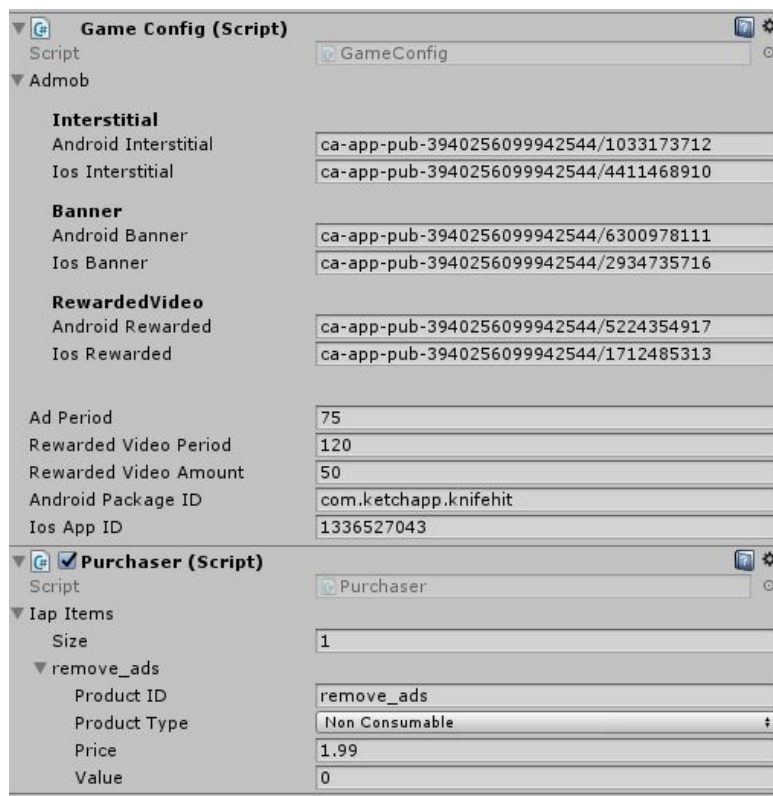 Game Config (Script)
Script GameConfig
Admob
Interstitial
Android Interstitial ca-app-pub-3940256099942544/1033173712
Ios Interstitial ca-app-pub-3940256099942544/4411468910
Banner
Android Banner ca-app-pub-3940256099942544/6300978111
Ios Banner ca-app-pub-3940256099942544/2934735716
RewardedVideo
Android Rewarded ca-app-pub-3940256099942544/5224354917
Ios Rewarded ca-app-pub-3940256099942544/1712485313
Ad Period 75
Rewarded Video Period 120
Rewarded Video Amount 50
Android Package ID com.ketchapp.knifehit
Ios App ID 1336527043
Purchaser (Script)
Script Purchaser
Iap Items
Size 1
remove_ads
Product ID remove_ads
Product Type Non Consumable
Price 1.99
Value 0